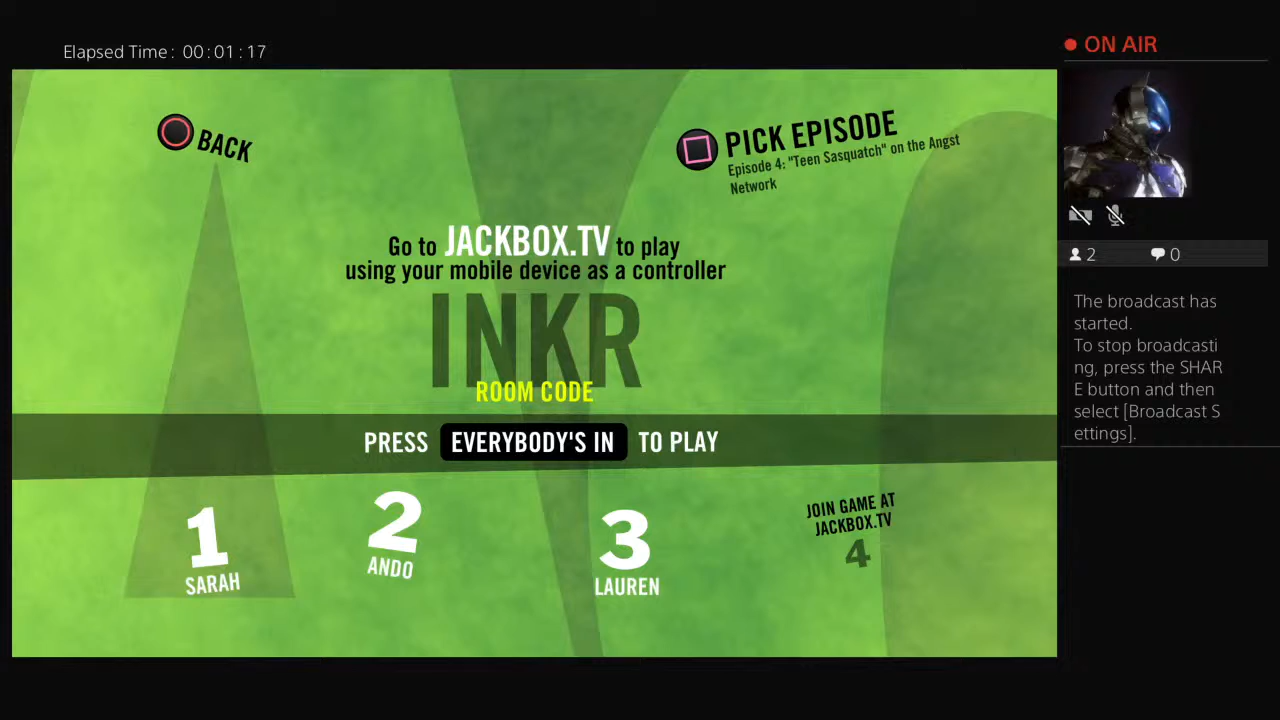 Elapsed Time: 00:01:17
ON AIR
BACK
PICK EPISODE
Episode 4: "Teen Sasquatch" on the Angst
Network
Go to JACKBOX.TV to play
using your mobile device as a controller
INKR
ROOM CODE
PRESS EVERYBODY'S IN TO PLAY
1
SARAH
2
ANDO
3
LAUREN
JOIN GAME AT
JACKBOX.TV
4
2 0
The broadcast has
started.
To stop broadcasti
ng, press the SHAR
E button and then
select [Broadcast S
ettings].